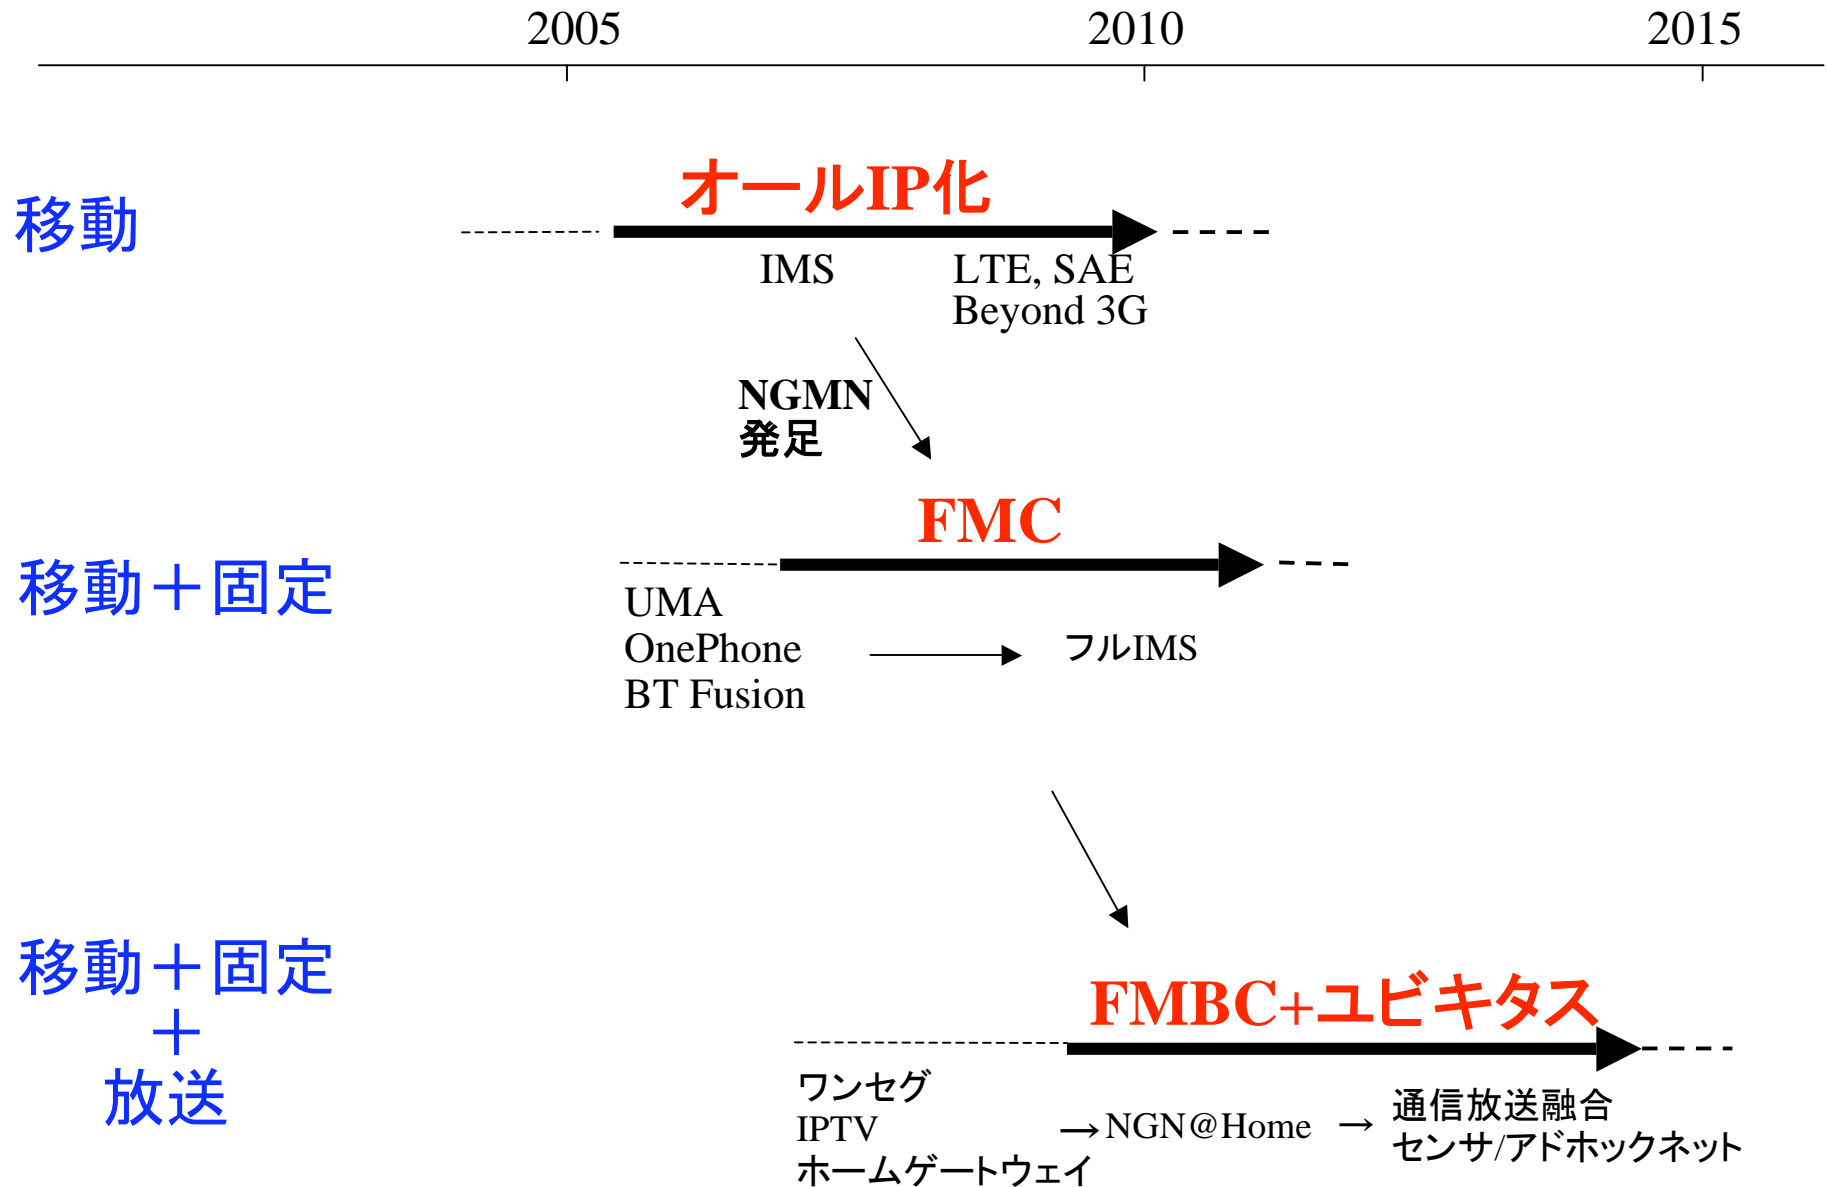 2005 2010 2015
オールIP化
移動
IMS LTE, SAE
Beyond 3G
NGMN
発足
FMC
移動＋固定
UMA
OnePhone → フルIMS
BT Fusion
移動＋固定
＋
放送
FMBC+ユビキタス
ワンセグ
IPTV →NGN@Home → 通信放送融合
センサ/アドホックネット
ホームゲートウェイ